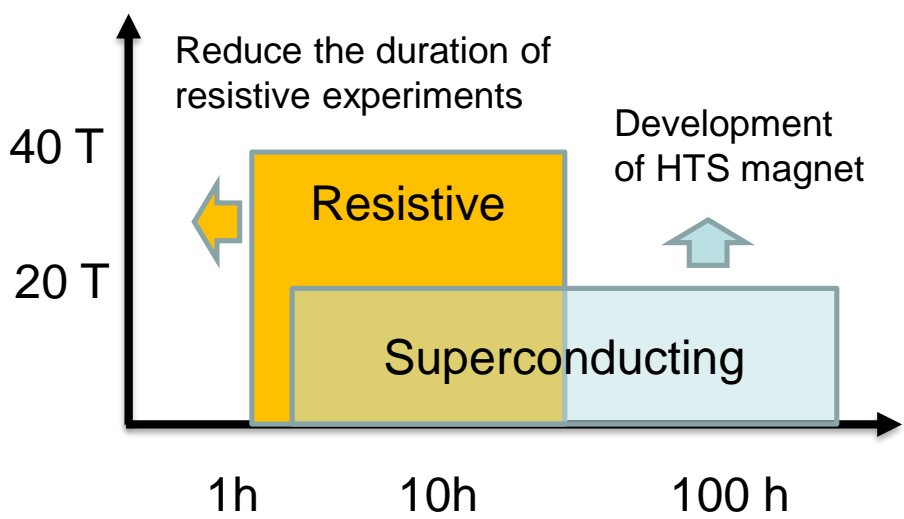 Reduce the duration of
resistive experiments
Development
of HTS magnet
40 T
Resistive
20 T
Superconducting
1h
10h
100 h